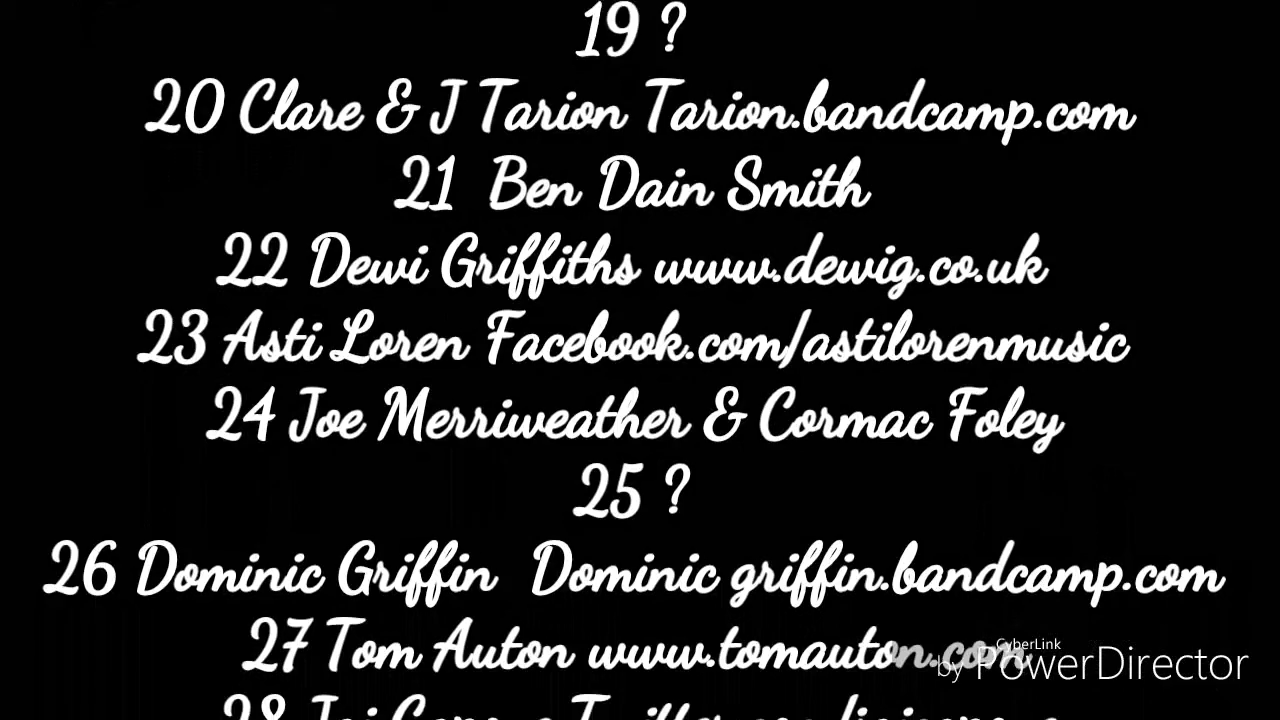 19 ?
20 Clare & J Tarion Tarion.bandcamp.com
21 Ben Dain Smith
22 Dewi Griffiths www.dewig.co.uk
23 Asti Loren Facebook.com/astilorenmusic
24 Joe Merriweather & Cormac Foley
25 ?
26 Dominic Griffin Dominic griffin.bandcamp.com
27 Tom Auton www.tomauton.com
28
CyberLink
by PowerDirector